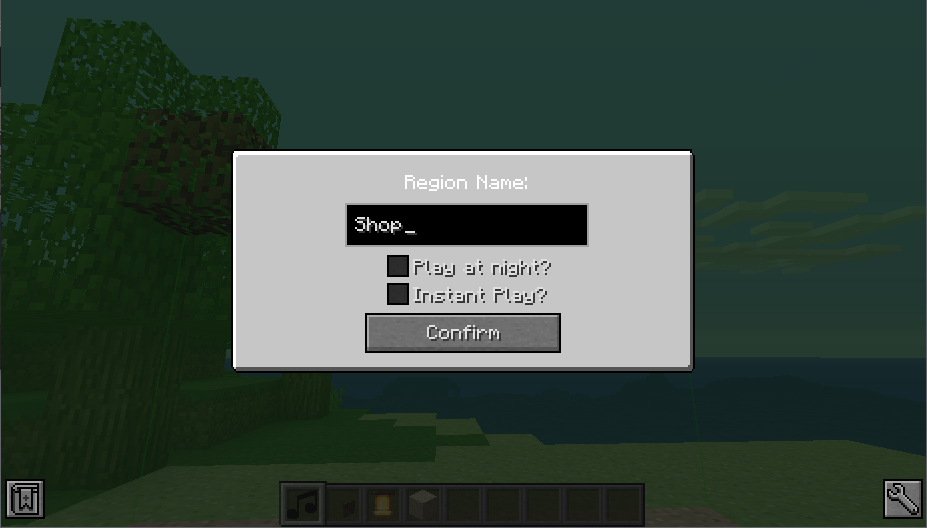 Region Name:
Shop_
Play at night?
Instant Play?
Confirm